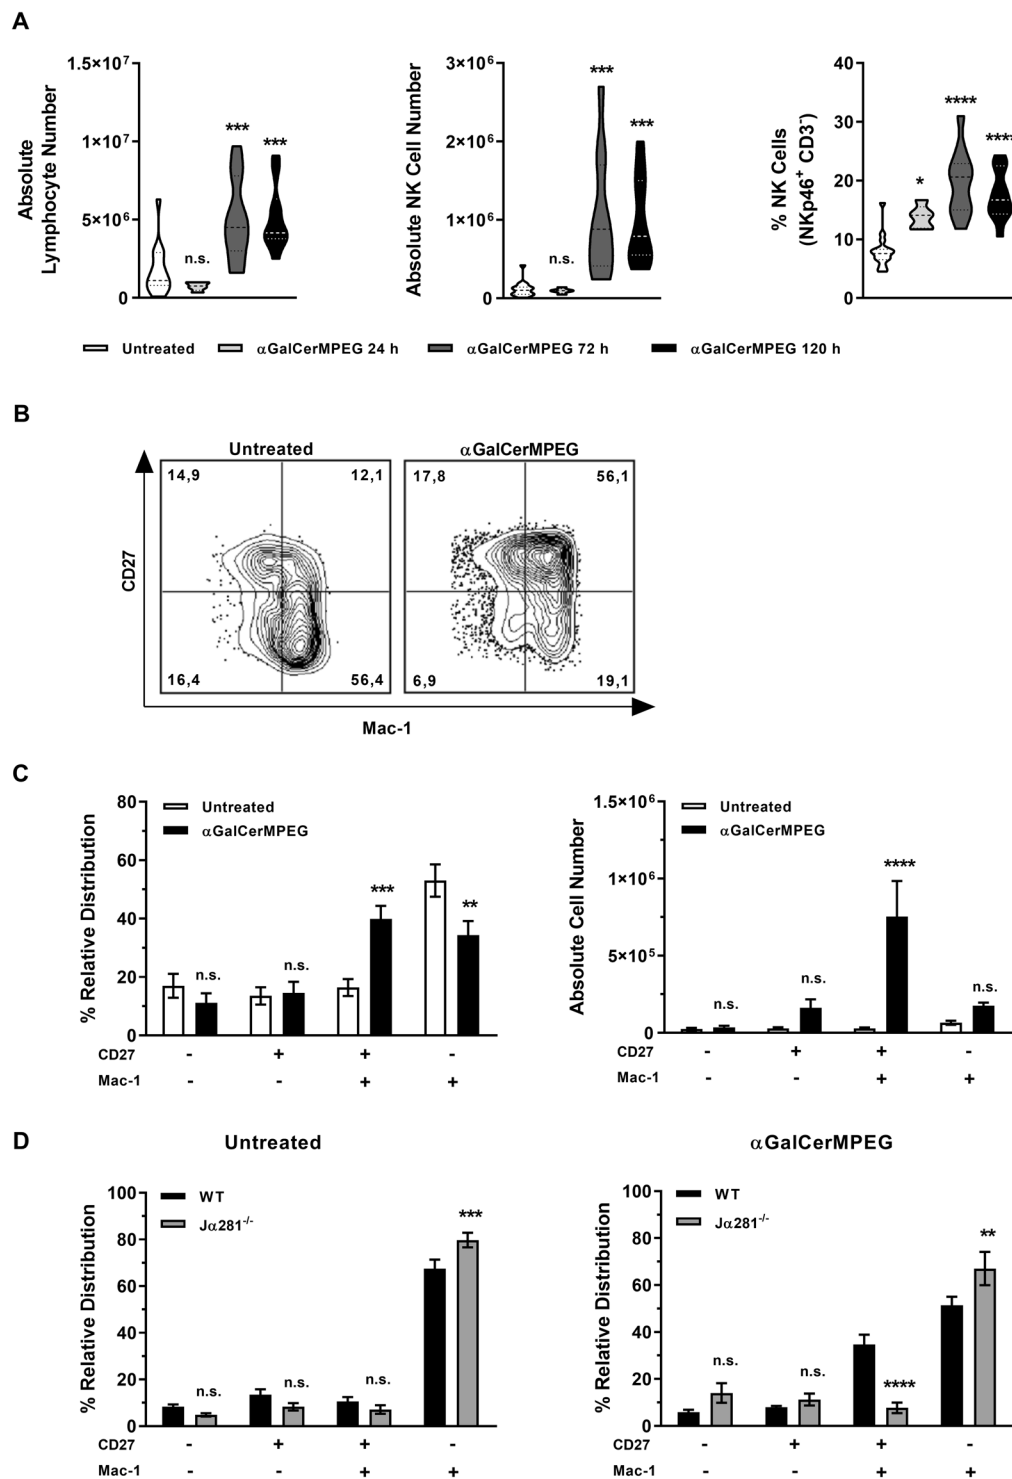 A
Absolute
Lymphocyte Number
1.5×10⁷
1×10⁷
5×10⁶
0
n.s.
***
***
Absolute NK Cell Number
3×10⁶
2×10⁶
1×10⁶
0
n.s.
***
***
% NK Cells
(NKp46⁺ CD3⁻)
40
30
20
10
0
*
****
****
Untreated
αGalCerMPEG 24 h
αGalCerMPEG 72 h
αGalCerMPEG 120 h
B
Untreated
αGalCerMPEG
14,9
12,1
16,4
56,4
17,8
56,1
6,9
19,1
CD27
Mac-1
C
% Relative Distribution
80
60
40
20
0
Untreated
αGalCerMPEG
n.s.
n.s.
***
**
CD27 - + + -
Mac-1 - - + +
Absolute Cell Number
1.5×10⁶
1×10⁶
5×10⁵
0
Untreated
αGalCerMPEG
n.s.
n.s.
****
n.s.
CD27 - + + -
Mac-1 - - + +
D
Untreated
% Relative Distribution
100
80
60
40
20
0
WT
Jα281⁻/⁻
n.s.
n.s.
n.s.
***
CD27 - + + -
Mac-1 - - + +
αGalCerMPEG
% Relative Distribution
100
80
60
40
20
0
WT
Jα281⁻/⁻
n.s.
n.s.
****
**
CD27 - + + -
Mac-1 - - + +